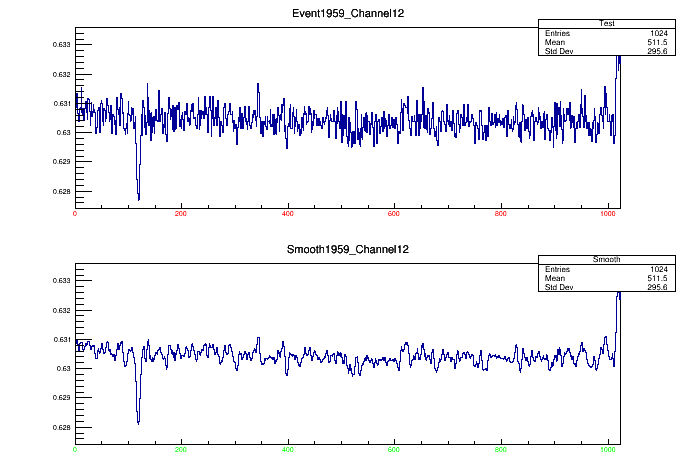 Event1959_Channel12
Test
Entries 1024
Mean 511.5
Std Dev 295.6
0.633
0.632
0.631
0.63
0.629
0.628
0 200 400 600 800 1000
Smooth1959_Channel12
Smooth
Entries 1024
Mean 511.5
Std Dev 295.6
0.633
0.632
0.631
0.63
0.629
0.628
0 200 400 600 800 1000